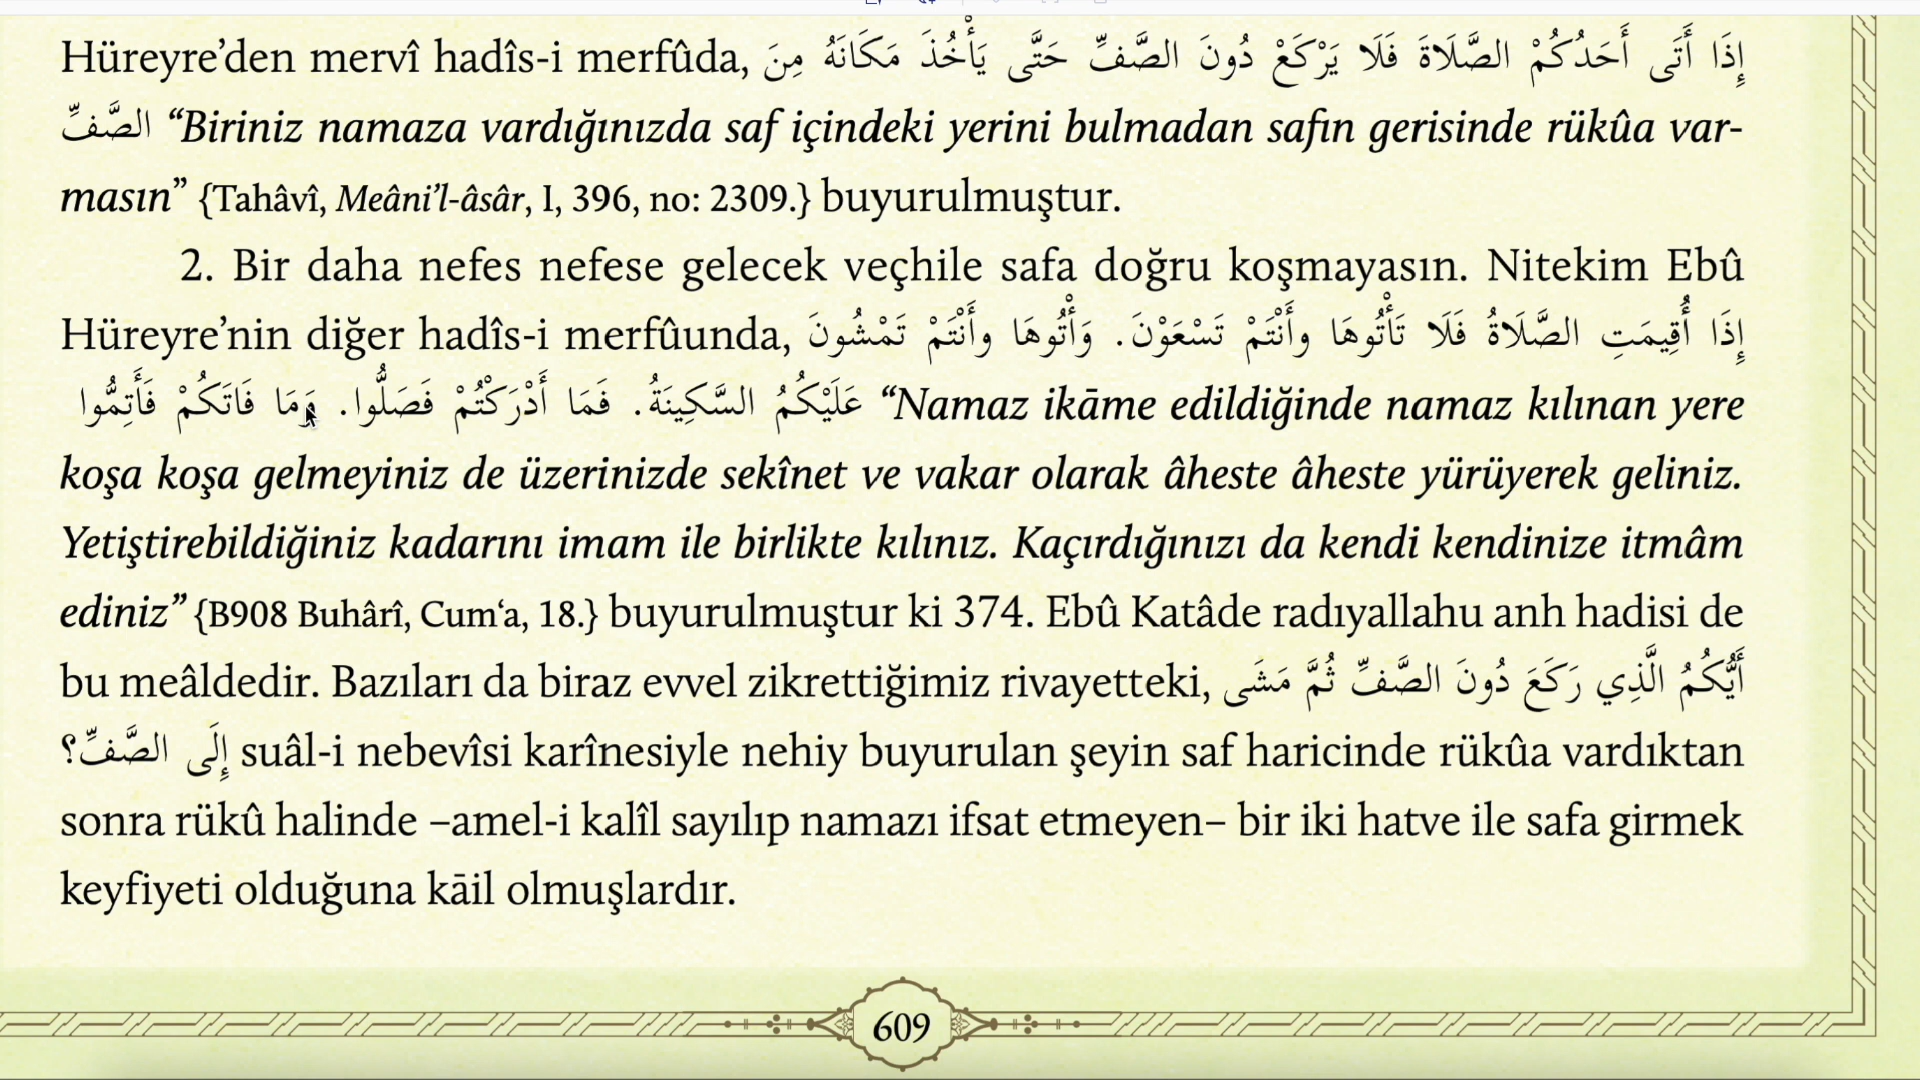 Hüreyre’den mervî hadîs-i merfûda, إِذَا أَتَى أَحَدُكُمْ الصَّلَاةَ فَلَا يَرْكَعْ دُونَ الصَّفِّ حَتَّى يَأْخُذَ مَكَانَهُ مِنَ
الصَّفِّ “Biriniz namaza vardığınızda saf içindeki yerini bulmadan safın gerisinde rükûa var-
masın” {Tahâvî, Meâni’l-âsâr, I, 396, no: 2309.} buyurulmuştur.
2. Bir daha nefes nefese gelecek veçhile safa doğru koşmayasın. Nitekim Ebû
Hüreyre’nin diğer hadîs-i merfûunda, إِذَا أُقِيمَتِ الصَّلَاةُ فَلَا تَأْتُوهَا وأَنْتُمْ تَسْعَوْنَ. وَأْتُوهَا وأَنْتُمْ تَمْشُونَ
عَلَيْكُمُ السَّكِينَةُ. فَمَا أَدْرَكْتُمْ فَصَلُّوا. وَمَا فَاتَكُمْ فَأَتِمُّوا “Namaz ikāme edildiğinde namaz kılınan yere
koşa koşa gelmeyiniz de üzerinizde sekînet ve vakar olarak âheste âheste yürüyerek geliniz.
Yetiştirebildiğiniz kadarını imam ile birlikte kılınız. Kaçırdığınızı da kendi kendinize itmâm
ediniz” {B908 Buhârî, Cum‘a, 18.} buyurulmuştur ki 374. Ebû Katâde radıyallahu anh hadisi de
bu meâldedir. Bazıları da biraz evvel zikrettiğimiz rivayetteki, أَيُّكُمُ الَّذِي رَكَعَ دُونَ الصَّفِّ ثُمَّ مَشَى
إِلَى الصَّفِّ؟ suâl-i nebevîsi karînesiyle nehiy buyurulan şeyin saf haricinde rükûa vardıktan
sonra rükû halinde –amel-i kalîl sayılıp namazı ifsat etmeyen– bir iki hatve ile safa girmek
keyfiyeti olduğuna kāil olmuşlardır.
609